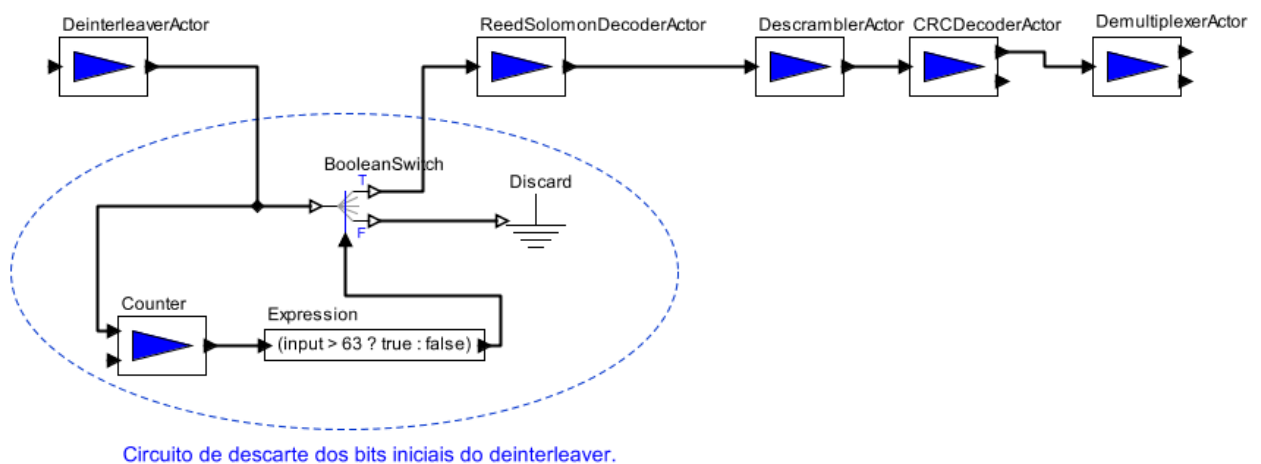 DeinterleaverActor
ReedSolomonDecoderActor
DescramblerActor
CRCDecoderActor
DemultiplexerActor
BooleanSwitch
T
F
Discard
Counter
Expression
(input > 63 ? true : false)
Circuito de descarte dos bits iniciais do deinterleaver.